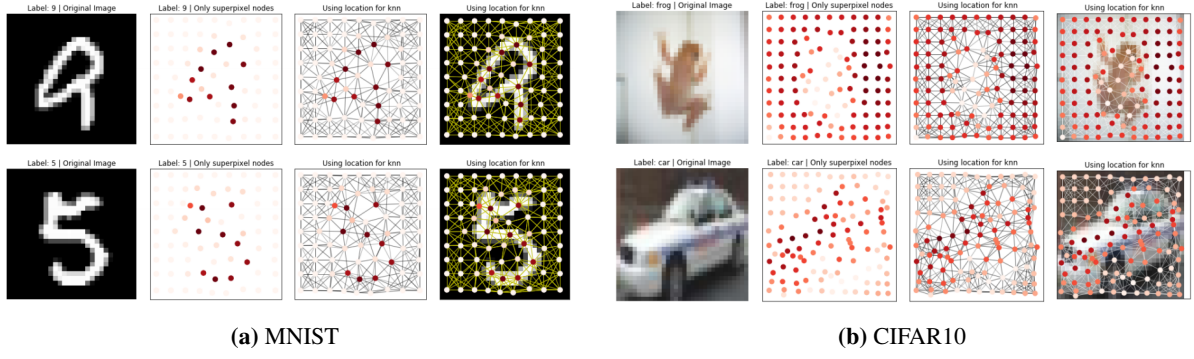 Label: 9 | Original Image
Label: 9 | Only superpixel nodes
Using location for knn
Using location for knn
Label: 5 | Original Image
Label: 5 | Only superpixel nodes
Using location for knn
Using location for knn
(a) MNIST
Label: frog | Original Image
Label: frog | Only superpixel nodes
Using location for knn
Using location for knn
Label: car | Original Image
Label: car | Only superpixel nodes
Using location for knn
Using location for knn
(b) CIFAR10